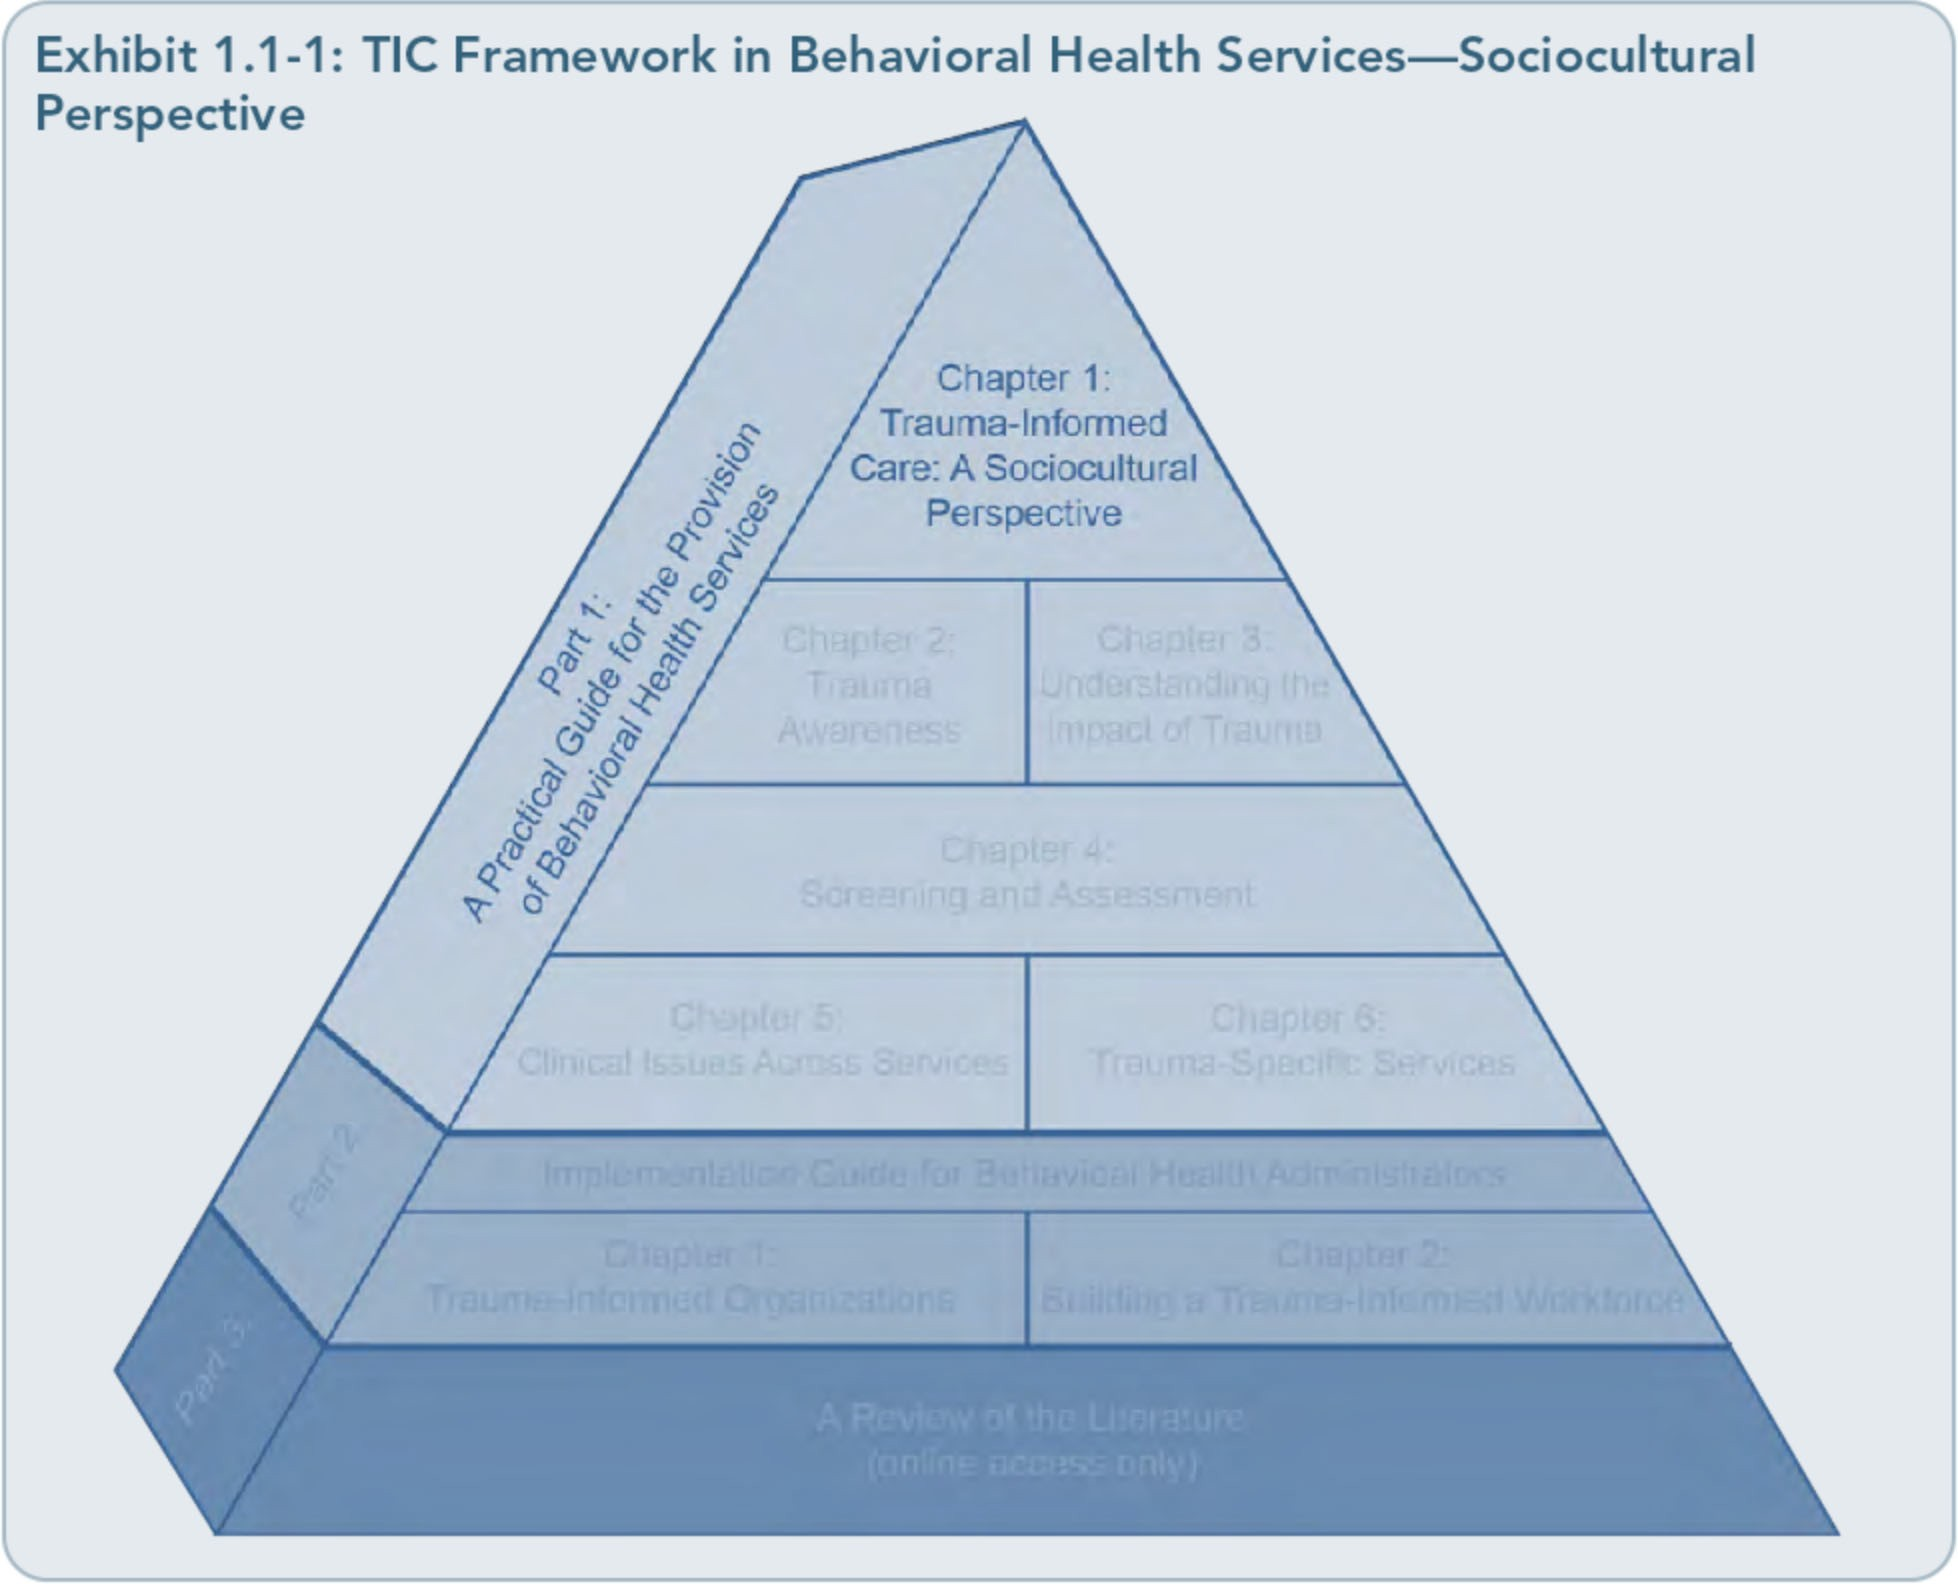 Exhibit 1.1-1: TIC Framework in Behavioral Health Services—Sociocultural
Perspective
Part 1:
A Practical Guide for the Provision
of Behavioral Health Services
Chapter 1:
Trauma-Informed
Care: A Sociocultural
Perspective
Chapter 2:
Trauma
Awareness
Chapter 3:
Understanding the
Impact of Trauma
Chapter 4:
Screening and Assessment
Chapter 5:
Clinical Issues Across Services
Chapter 6:
Trauma-Specific Services
Part 2
Implementation Guide for Behavioral Health Administrators
Chapter 1:
Trauma-Informed Organizations
Chapter 2:
Building a Trauma-Informed Workforce
Part 3:
A Review of the Literature
(online access only)